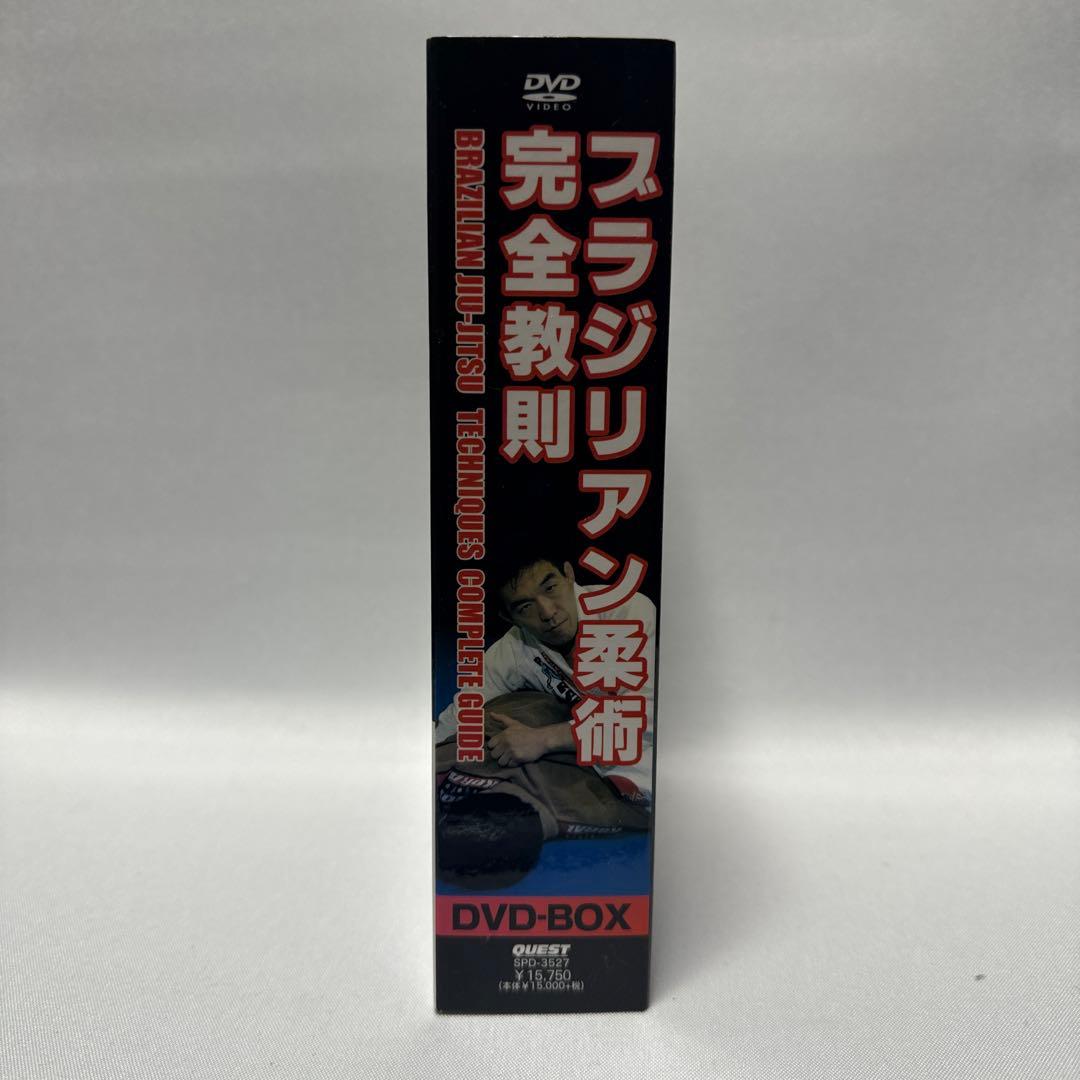 DVD
VIDEO
ブラジリアン柔術
完全教則
BRAZILIAN JIU-JITSU TECHNIQUES COMPLETE GUIDE
DVD-BOX
QUEST
SPD-3527
￥15,750
(本体￥15,000+税)